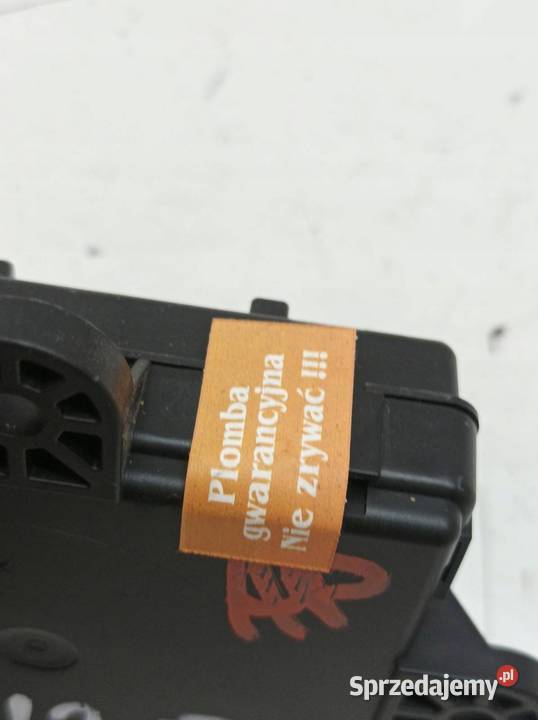 Plomba
gwarancyjna
Nie zrywać !!!
Sprzedajemy.pl